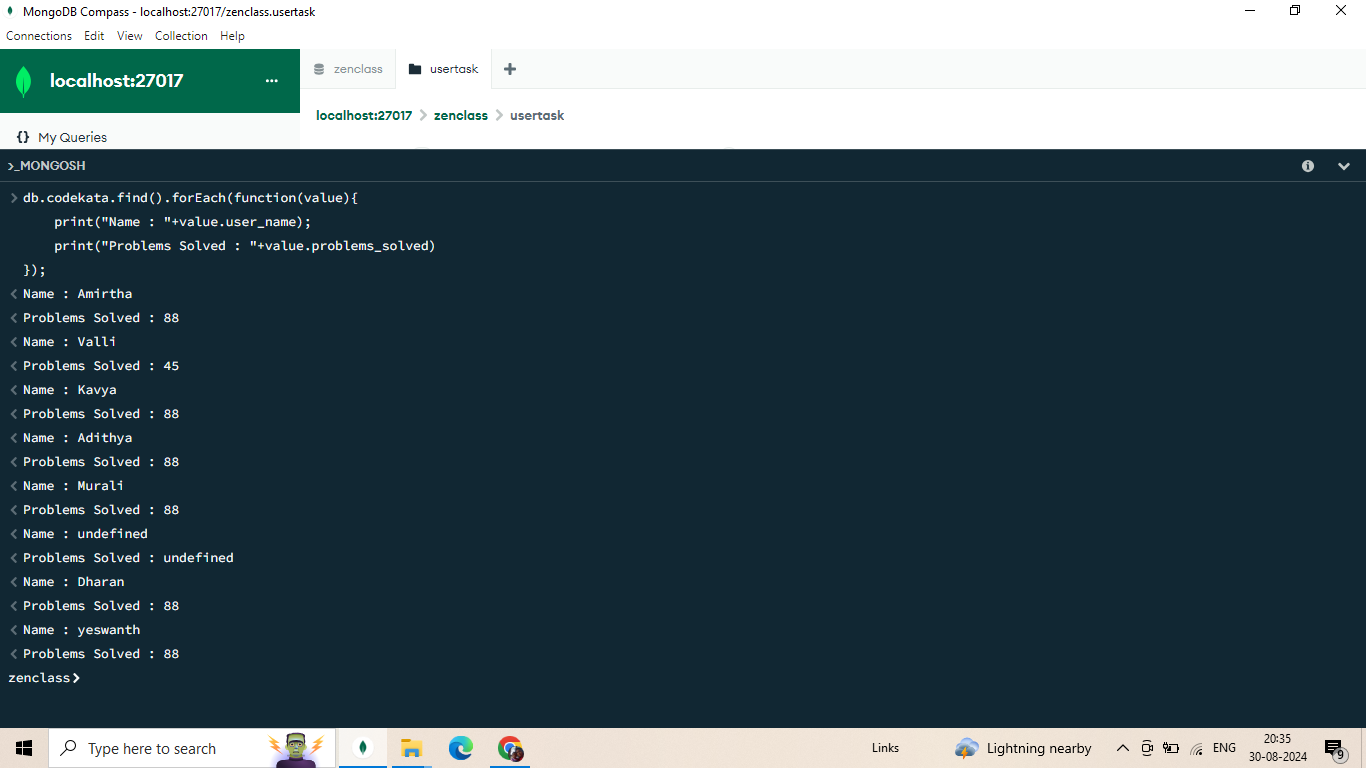 MongoDB Compass - localhost:27017/zenclass.usertask
Connections Edit View Collection Help
localhost:27017 ...
zenclass usertask +
localhost:27017 > zenclass > usertask
{} My Queries
>_MONGOSH
> db.codekata.find().forEach(function(value){
    print("Name : "+value.user_name);
    print("Problems Solved : "+value.problems_solved)
});
< Name : Amirtha
< Problems Solved : 88
< Name : Valli
< Problems Solved : 45
< Name : Kavya
< Problems Solved : 88
< Name : Adithya
< Problems Solved : 88
< Name : Murali
< Problems Solved : 88
< Name : undefined
< Problems Solved : undefined
< Name : Dharan
< Problems Solved : 88
< Name : yeswanth
< Problems Solved : 88
zenclass>
Type here to search
Links
Lightning nearby
ENG
20:35
30-08-2024
9